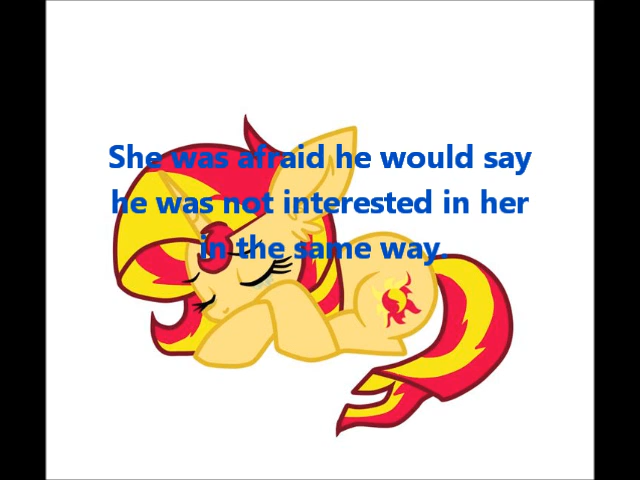 She was afraid he would say
he was not interested in her
in the same way.